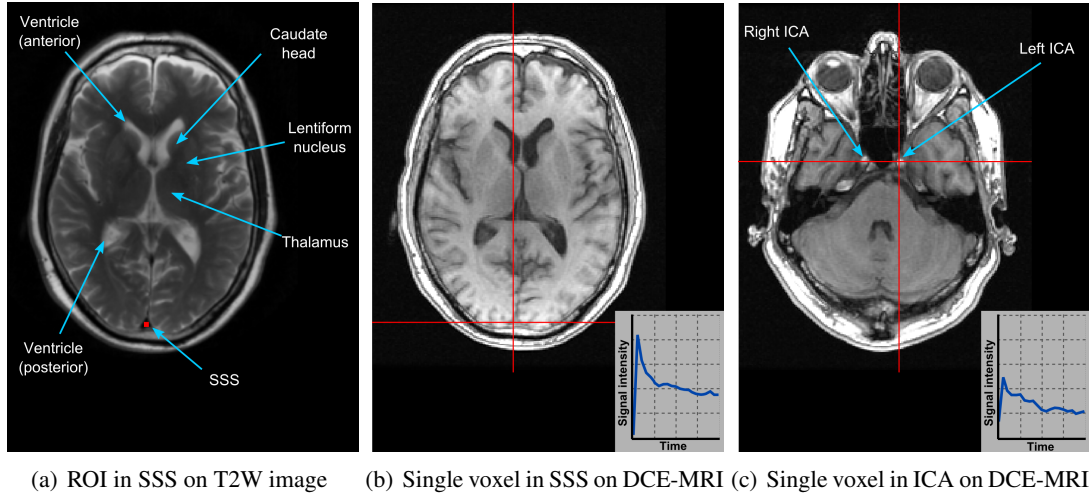 Ventricle
(anterior)
Caudate
head
Lentiform
nucleus
Thalamus
Ventricle
(posterior)
SSS
Signal intensity
Time
Right ICA
Left ICA
Signal intensity
Time
(a) ROI in SSS on T2W image
(b) Single voxel in SSS on DCE-MRI
(c) Single voxel in ICA on DCE-MRI